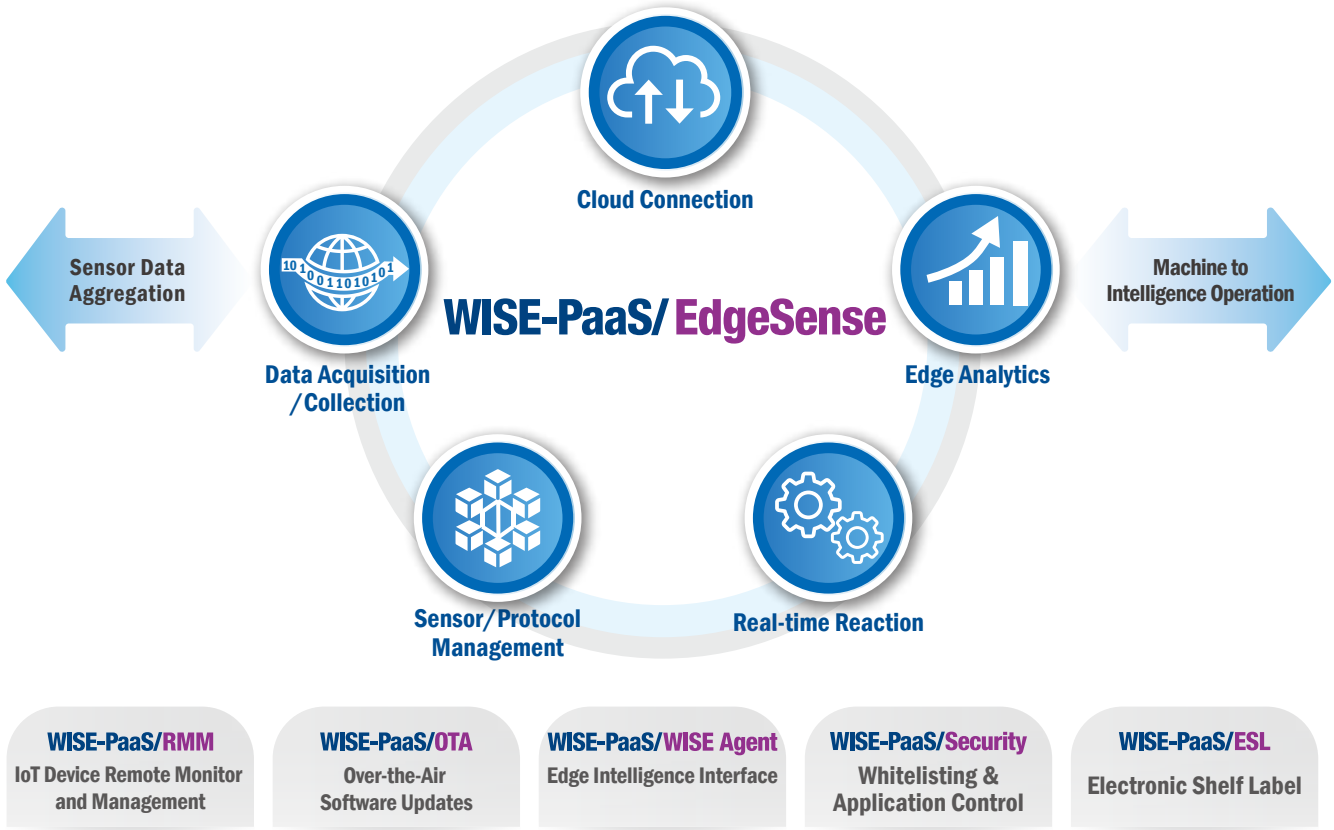 Cloud Connection
Sensor Data
Aggregation
10 1001101010101
Machine to
Intelligence Operation
WISE-PaaS/EdgeSense
Data Acquisition
/Collection
Edge Analytics
Sensor/Protocol
Management
Real-time Reaction
WISE-PaaS/RMM
IoT Device Remote Monitor
and Management
WISE-PaaS/OTA
Over-the-Air
Software Updates
WISE-PaaS/WISE Agent
Edge Intelligence Interface
WISE-PaaS/Security
Whitelisting &
Application Control
WISE-PaaS/ESL
Electronic Shelf Label